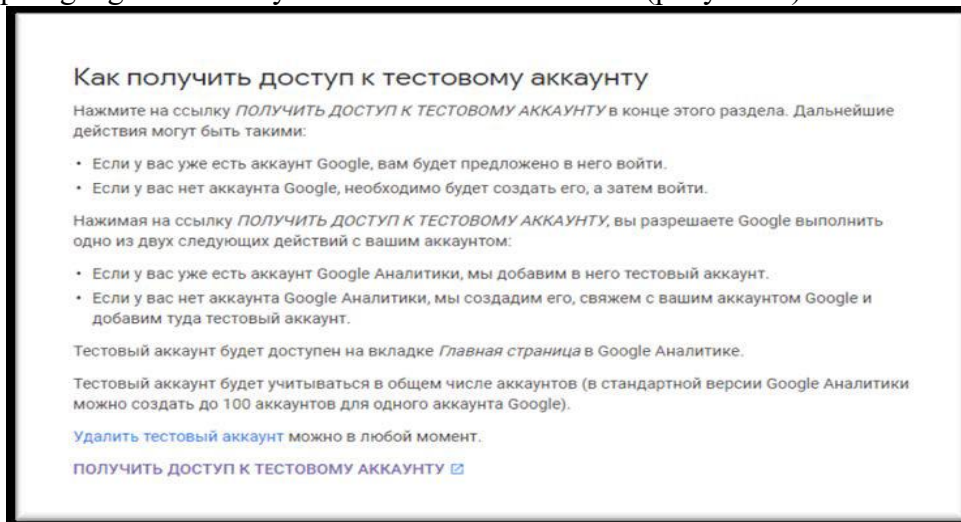 Как получить доступ к тестовому аккаунту
Нажмите на ссылку ПОЛУЧИТЬ ДОСТУП К ТЕСТОВОМУ АККАУНТУ в конце этого раздела. Дальнейшие
действия могут быть такими:
• Если у вас уже есть аккаунт Google, вам будет предложено в него войти.
• Если у вас нет аккаунта Google, необходимо будет создать его, а затем войти.
Нажимая на ссылку ПОЛУЧИТЬ ДОСТУП К ТЕСТОВОМУ АККАУНТУ, вы разрешаете Google выполнить
одно из двух следующих действий с вашим аккаунтом:
• Если у вас уже есть аккаунт Google Аналитики, мы добавим в него тестовый аккаунт.
• Если у вас нет аккаунта Google Аналитики, мы создадим его, свяжем с вашим аккаунтом Google и
добавим туда тестовый аккаунт.
Тестовый аккаунт будет доступен на вкладке Главная страница в Google Аналитике.
Тестовый аккаунт будет учитываться в общем числе аккаунтов (в стандартной версии Google Аналитики
можно создать до 100 аккаунтов для одного аккаунта Google).
Удалить тестовый аккаунт можно в любой момент.
ПОЛУЧИТЬ ДОСТУП К ТЕСТОВОМУ АККАУНТУ